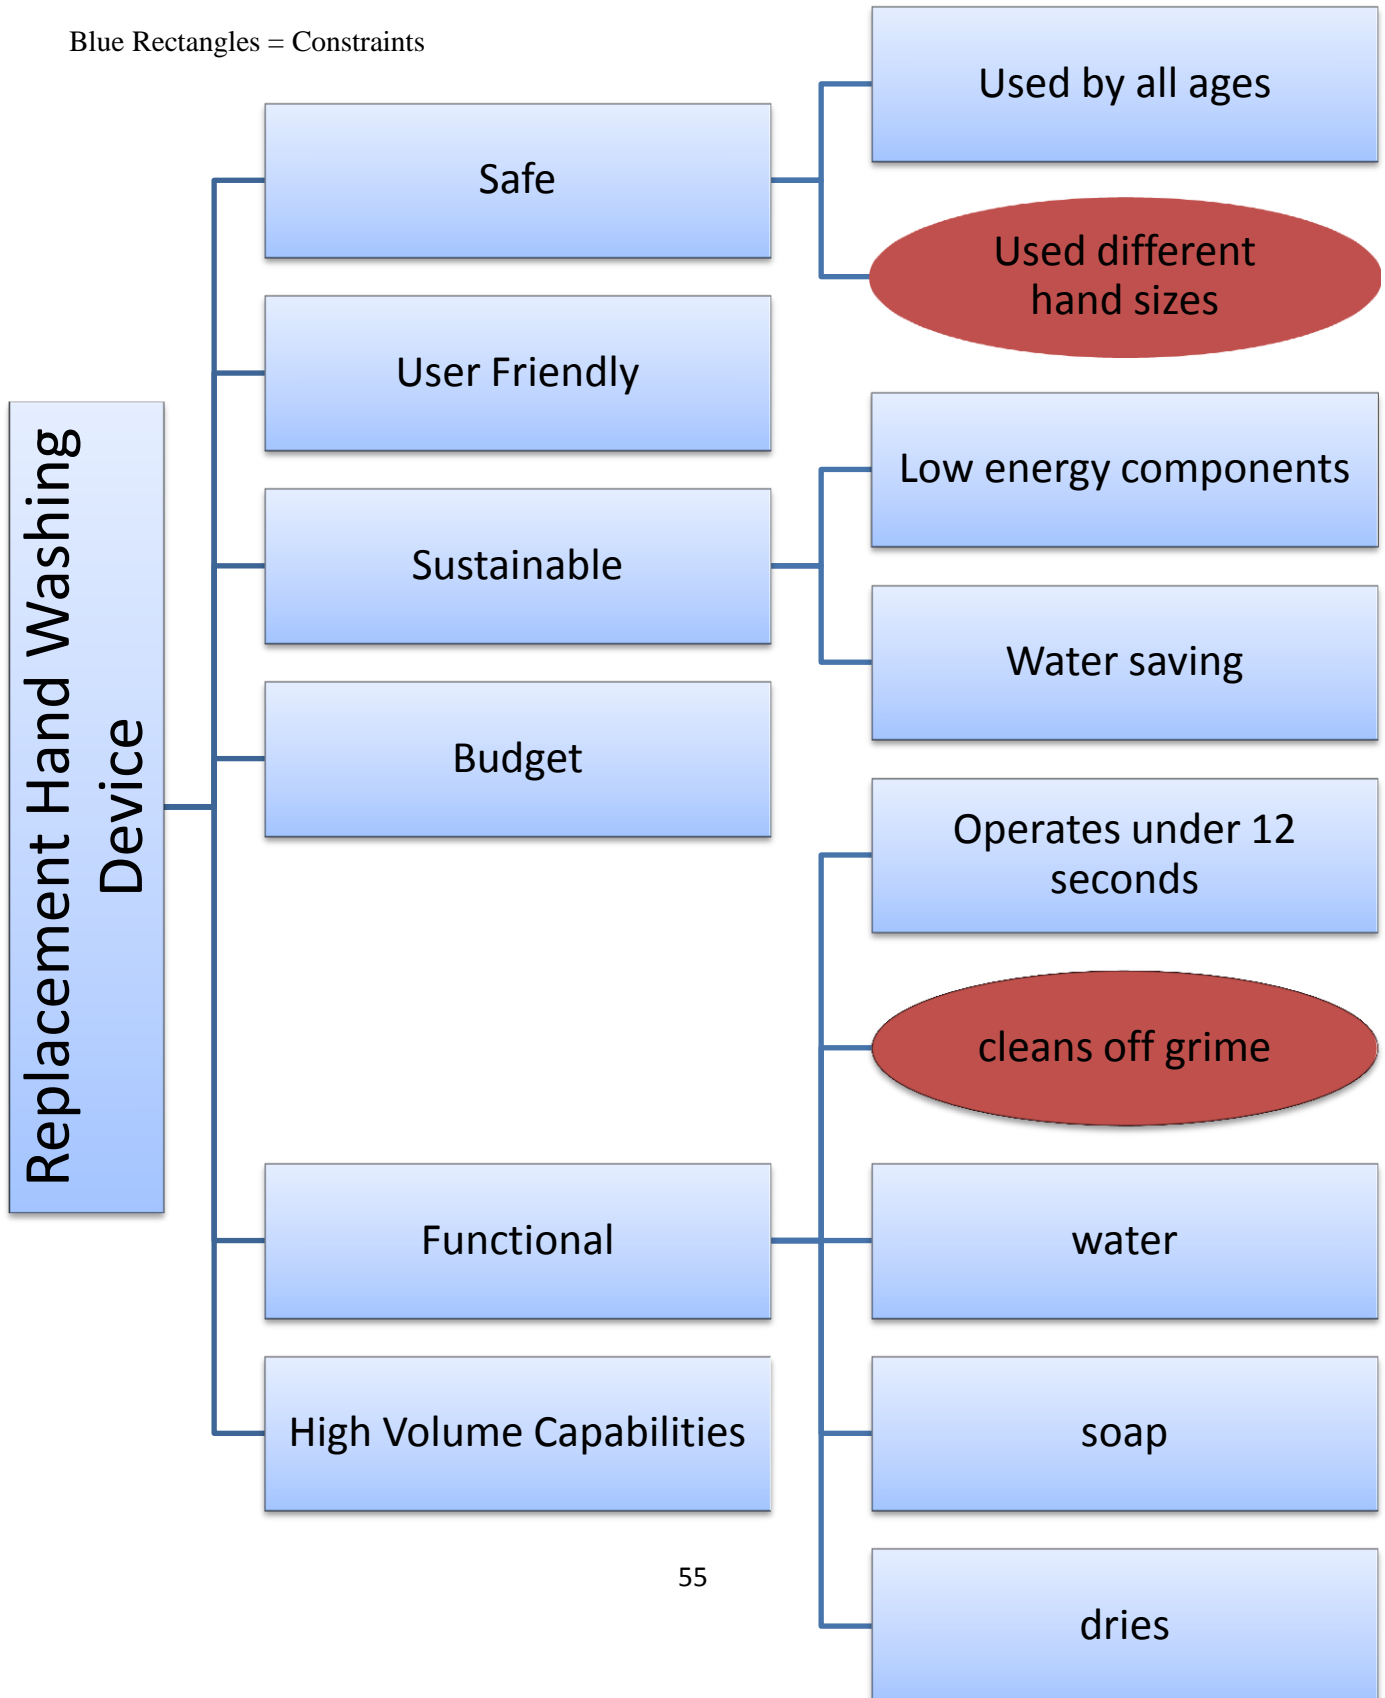 Blue Rectangles = Constraints
Replacement Hand Washing
Device
Safe
Used by all ages
Used different
hand sizes
User Friendly
Sustainable
Low energy components
Water saving
Budget
Functional
Operates under 12
seconds
cleans off grime
water
soap
dries
High Volume Capabilities
55